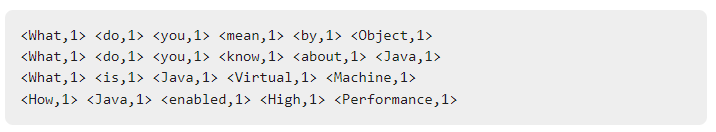 <What,1> <do,1> <you,1> <mean,1> <by,1> <Object,1>
<What,1> <do,1> <you,1> <know,1> <about,1> <Java,1>
<What,1> <is,1> <Java,1> <Virtual,1> <Machine,1>
<How,1> <Java,1> <enabled,1> <High,1> <Performance,1>